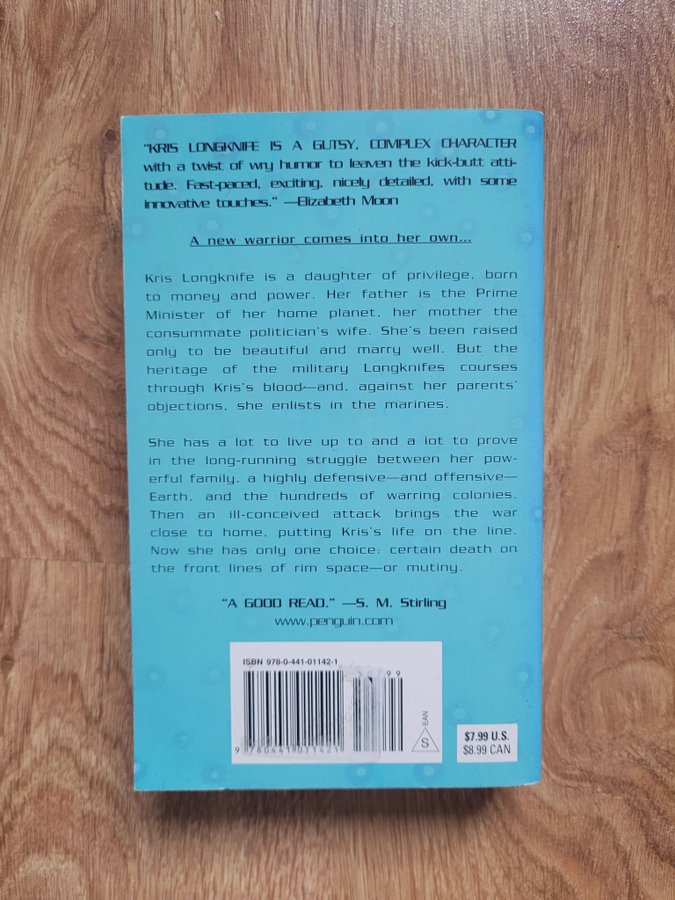 "KRIS LONGKNIFE IS A GUTSY, COMPLEX CHARACTER
with a twist of wry humor to leaven the kick-butt atti-
tude. Fast-paced, exciting, nicely detailed, with some
innovative touches." —Elizabeth Moon
A new warrior comes into her own...
Kris Longknife is a daughter of privilege, born
to money and power. Her father is the Prime
Minister of her home planet, her mother the
consummate politician's wife. She's been raised
only to be beautiful and marry well. But the
heritage of the military Longknifes courses
through Kris's blood—and, against her parents'
objections, she enlists in the marines.
She has a lot to live up to and a lot to prove
in the long-running struggle between her pow-
erful family, a highly defensive—and offensive—
Earth, and the hundreds of warring colonies.
Then an ill-conceived attack brings the war
close to home, putting Kris's life on the line.
Now she has only one choice: certain death on
the front lines of rim space—or mutiny.
"A GOOD READ." —S. M. Stirling
www.penguin.com
ISBN 978-0-441-01142-1
99
9 780441 011421
EAN
S
$7.99 U.S.
$8.99 CAN